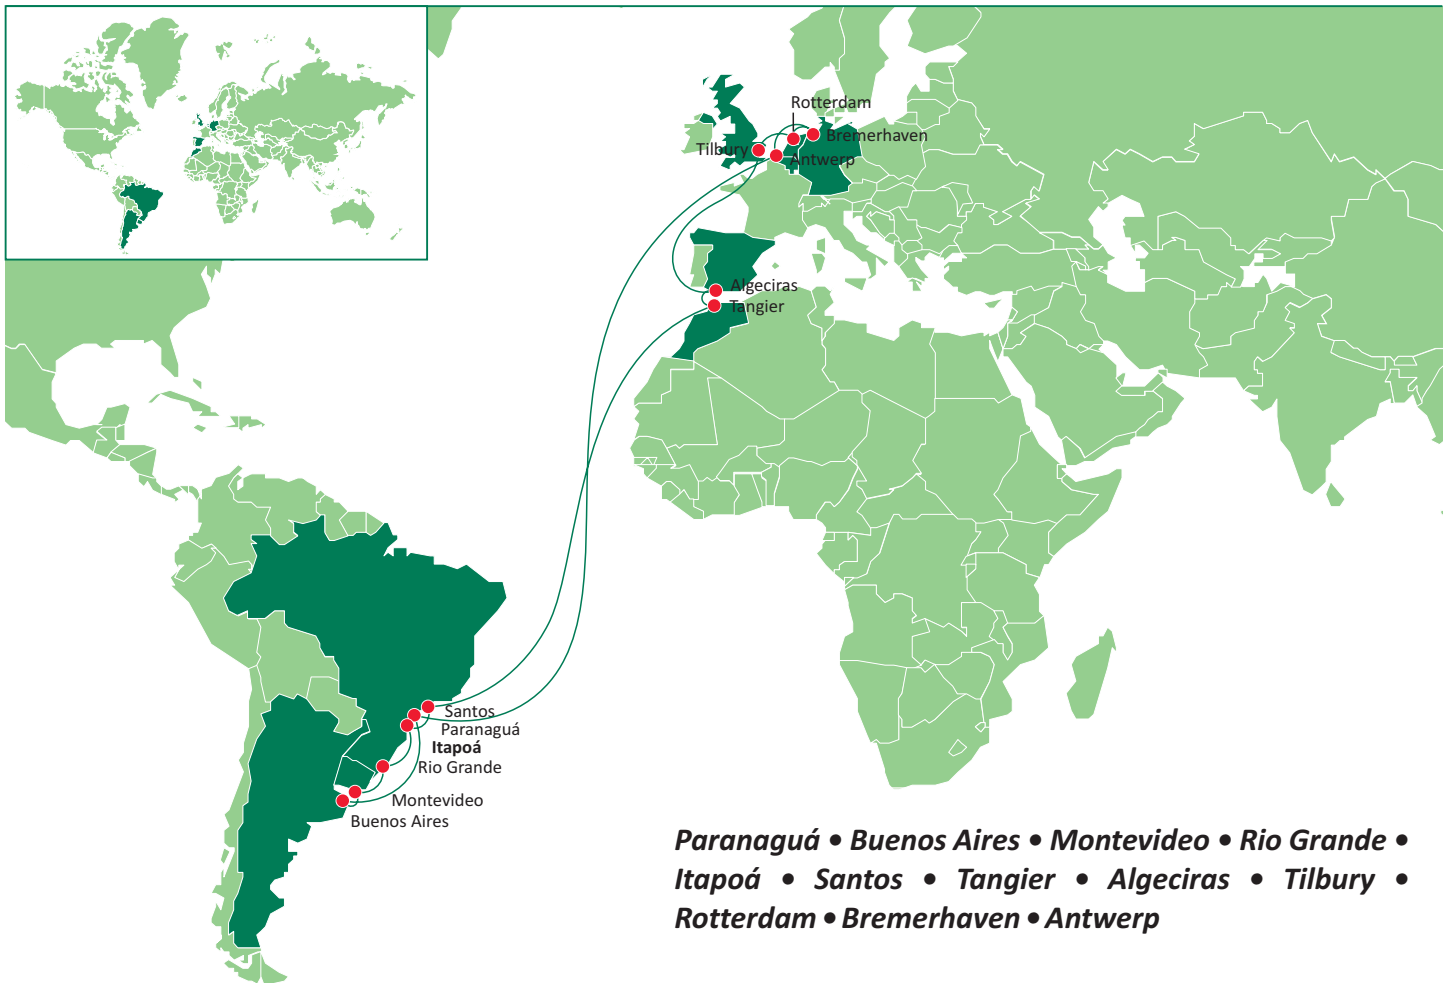 Rotterdam
Bremerhaven
Tilbury
Antwerp
Algeciras
Tangier
Santos
Paranaguá
Itapoá
Rio Grande
Montevideo
Buenos Aires
Paranaguá • Buenos Aires • Montevideo • Rio Grande •
Itapoá • Santos • Tangier • Algeciras • Tilbury •
Rotterdam • Bremerhaven • Antwerp